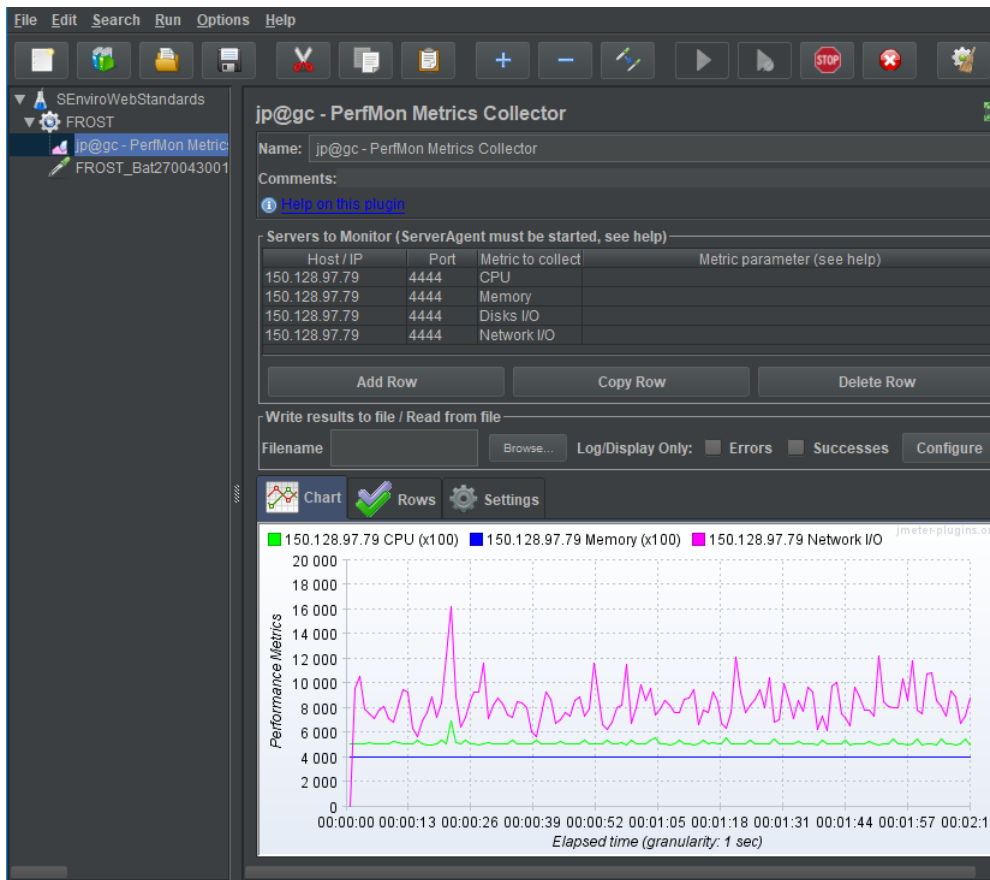 File Edit Search Run Options Help
STOP
SEnviroWebStandards
FROST
jp@gc - PerfMon Metric
FROST_Bat270043001
jp@gc - PerfMon Metrics Collector
Name: jp@gc - PerfMon Metrics Collector
Comments:
Help on this plugin
Servers to Monitor (ServerAgent must be started, see help)
Host / IP Port Metric to collect Metric parameter (see help)
150.128.97.79 4444 CPU
150.128.97.79 4444 Memory
150.128.97.79 4444 Disks I/O
150.128.97.79 4444 Network I/O
Add Row Copy Row Delete Row
Write results to file / Read from file
Filename Browse... Log/Display Only: Errors Successes Configure
Chart Rows Settings
jmeter-plugins.or
150.128.97.79 CPU (x100) 150.128.97.79 Memory (x100) 150.128.97.79 Network I/O
20 000
18 000
16 000
14 000
12 000
10 000
8 000
6 000
4 000
2 000
0
Performance Metrics
00:00:00 00:00:13 00:00:26 00:00:39 00:00:52 00:01:05 00:01:18 00:01:31 00:01:44 00:01:57 00:02:1
Elapsed time (granularity: 1 sec)